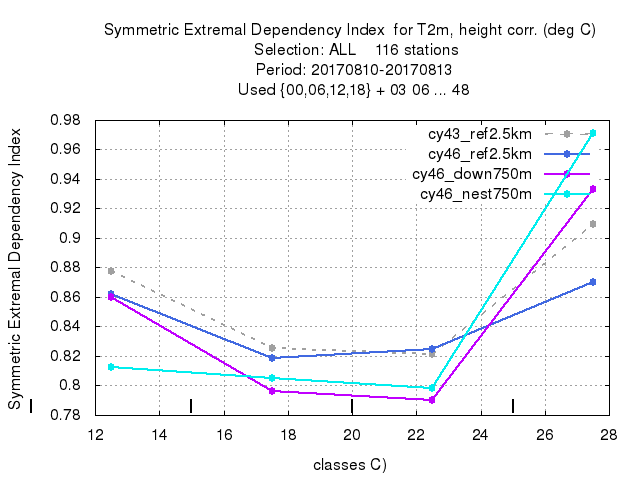 Symmetric Extremal Dependency Index  for T2m, height corr. (deg C)
Selection: ALL    116 stations
Period: 20170810-20170813
Used {00,06,12,18} + 03 06 ... 48
cy43_ref2.5km
cy46_ref2.5km
cy46_down750m
cy46_nest750m
Symmetric Extremal Dependency Index
0.98
0.96
0.94
0.92
0.9
0.88
0.86
0.84
0.82
0.8
0.78
12 14 16 18 20 22 24 26 28
classes C)